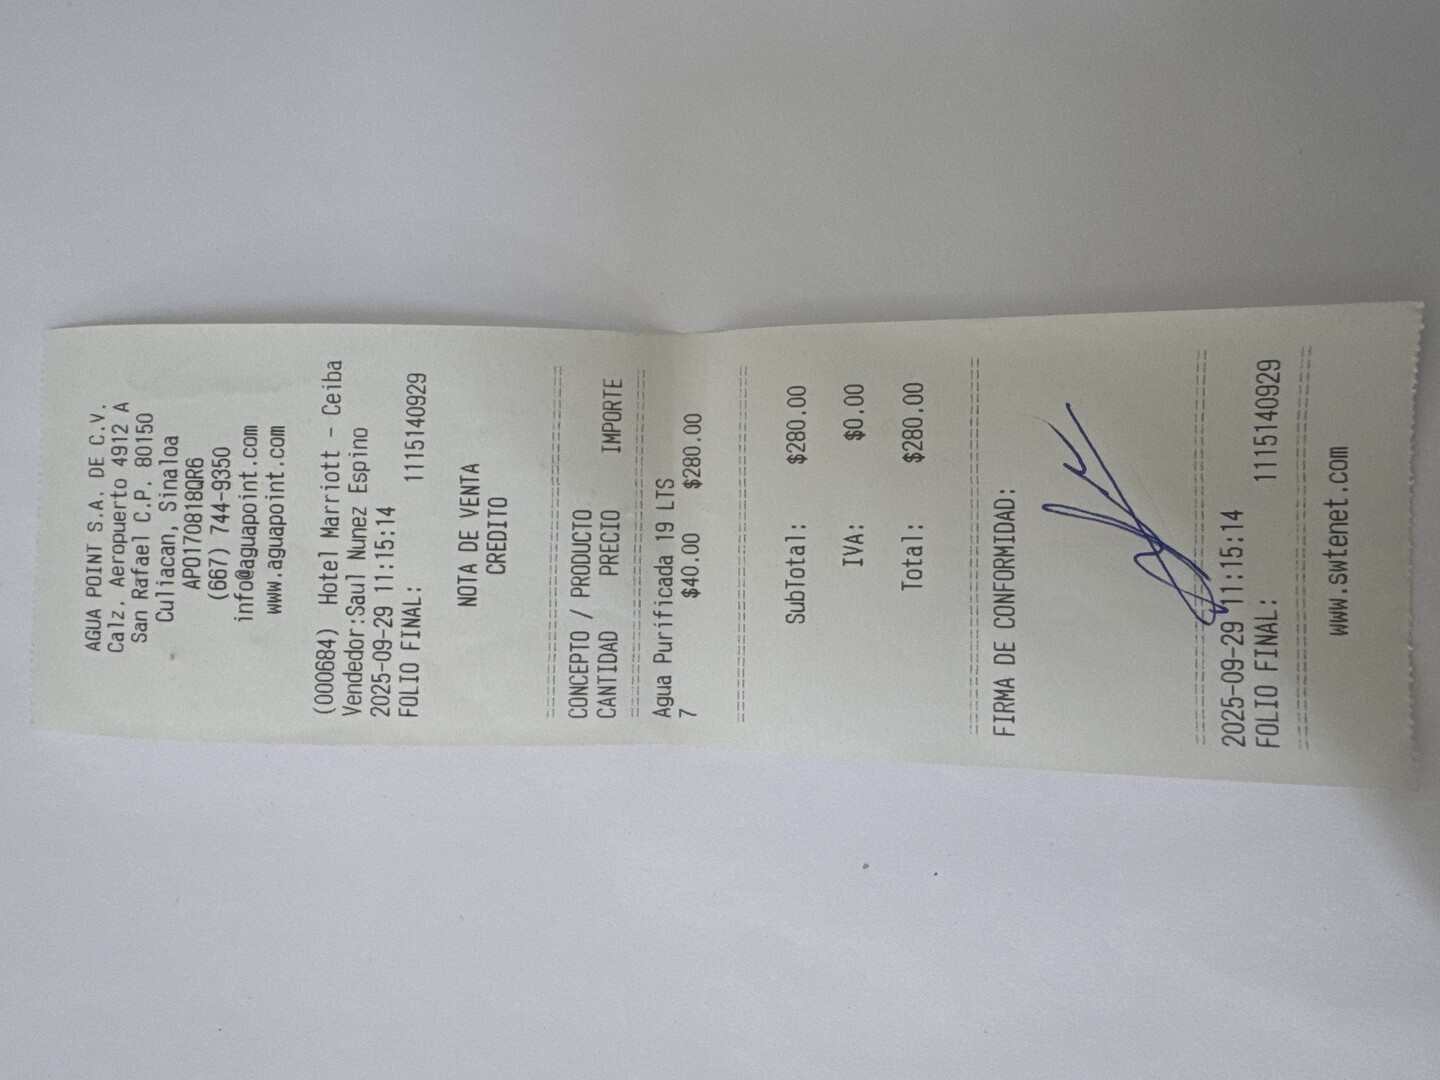 AGUA POINT S.A. DE C.V.
Calz. Aeropuerto 4912 A
San Rafael C.P. 80150
Culiacan, Sinaloa
APO170818QR6
(667) 744-9350
info@aguapoint.com
www.aguapoint.com
(000684) Hotel Marriott - Ceiba
Vendedor:Saul Nunez Espino
2025-09-29 11:15:14
FOLIO FINAL: 1115140929
NOTA DE VENTA
CREDITO
CONCEPTO / PRODUCTO
CANTIDAD PRECIO IMPORTE
Agua Purificada 19 LTS
7 $40.00 $280.00
SubTotal: $280.00
IVA: $0.00
Total: $280.00
FIRMA DE CONFORMIDAD:
2025-09-29 11:15:14
FOLIO FINAL: 1115140929
www.swtenet.com